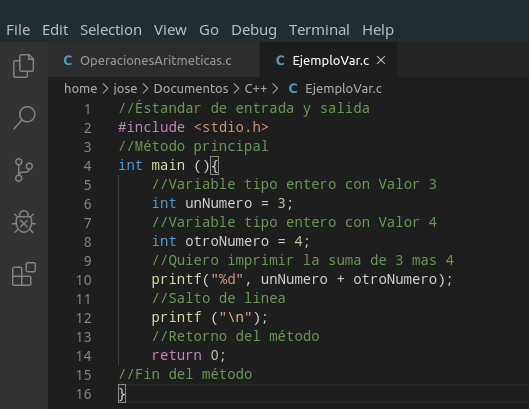 File Edit Selection View Go Debug Terminal Help
C OperacionesAritmeticas.c C EjemploVar.c ×
home > jose > Documentos > C++ > C EjemploVar.c
1 //Éstandar de entrada y salida
2 #include <stdio.h>
3 //Método principal
4 int main (){
5 //Variable tipo entero con Valor 3
6 int unNumero = 3;
7 //Variable tipo entero con Valor 4
8 int otroNumero = 4;
9 //Quiero imprimir la suma de 3 mas 4
10 printf("%d", unNumero + otroNumero);
11 //Salto de linea
12 printf ("\n");
13 //Retorno del método
14 return 0;
15 //Fin del método
16 }